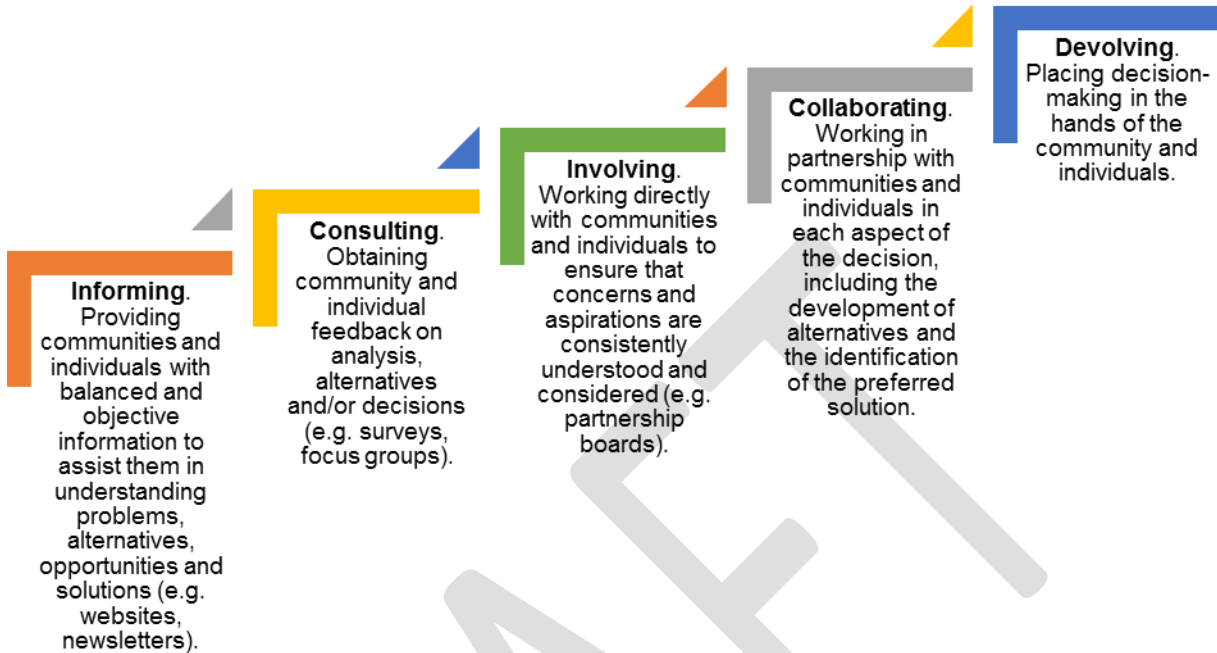 Informing.
Providing
communities and
individuals with
balanced and
objective
information to
assist them in
understanding
problems,
alternatives,
opportunities and
solutions (e.g.
websites,
newsletters).
Consulting.
Obtaining
community and
individual
feedback on
analysis,
alternatives
and/or decisions
(e.g. surveys,
focus groups).
Involving.
Working directly
with communities
and individuals to
ensure that
concerns and
aspirations are
consistently
understood and
considered (e.g.
partnership
boards).
Collaborating.
Working in
partnership with
communities and
individuals in
each aspect of
the decision,
including the
development of
alternatives and
the identification
of the preferred
solution.
Devolving.
Placing decision-
making in the
hands of the
community and
individuals.